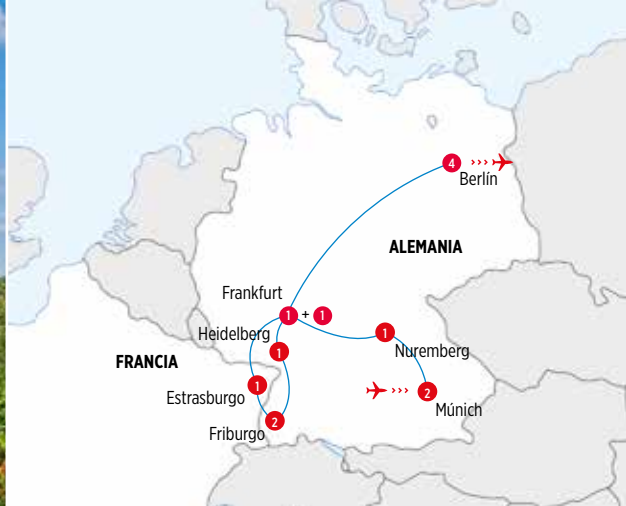 4
Berlín
ALEMANIA
Frankfurt
1 + 1
Heidelberg
1
1
Nuremberg
FRANCIA
Estrasburgo
1
2
Múnich
Friburgo
2